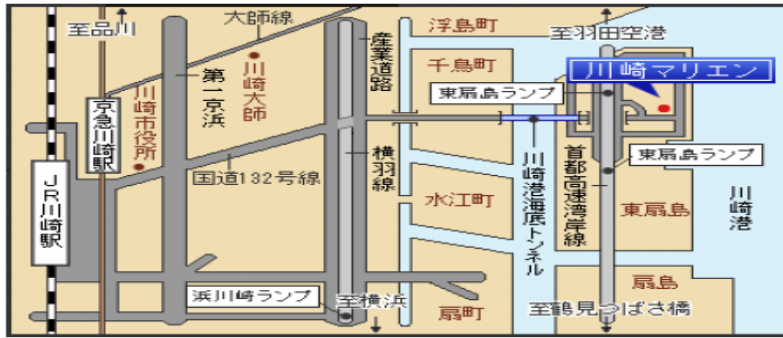 至品川
大師線
浮島町
至羽田空港
川崎マリエン
千鳥町
東扇島ランプ
産業道路
第一京浜
川崎大師
京急川崎駅
川崎市役所
国道132号線
横羽線
川崎港海底トンネル
首都高速湾岸線
東扇島ランプ
JR川崎駅
水江町
東扇島
川崎港
浜川崎ランプ
至横浜
扇町
扇島
至鶴見つばさ橋